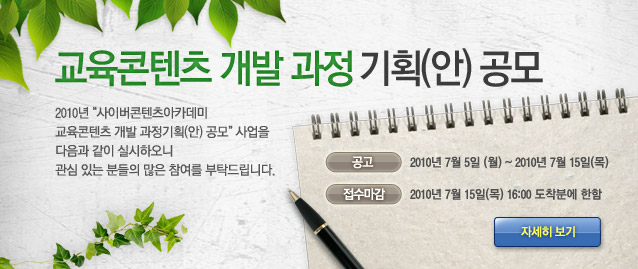 교육콘텐츠 개발 과정 기획(안) 공모
2010년 “사이버콘텐츠아카데미
교육콘텐츠 개발 과정기획(안) 공모” 사업을
다음과 같이 실시하오니
관심 있는 분들의 많은 참여를 부탁드립니다.
공고 2010년 7월 5일 (월) ~ 2010년 7월 15일(목)
접수마감 2010년 7월 15일(목) 16:00 도착분에 한함
자세히 보기